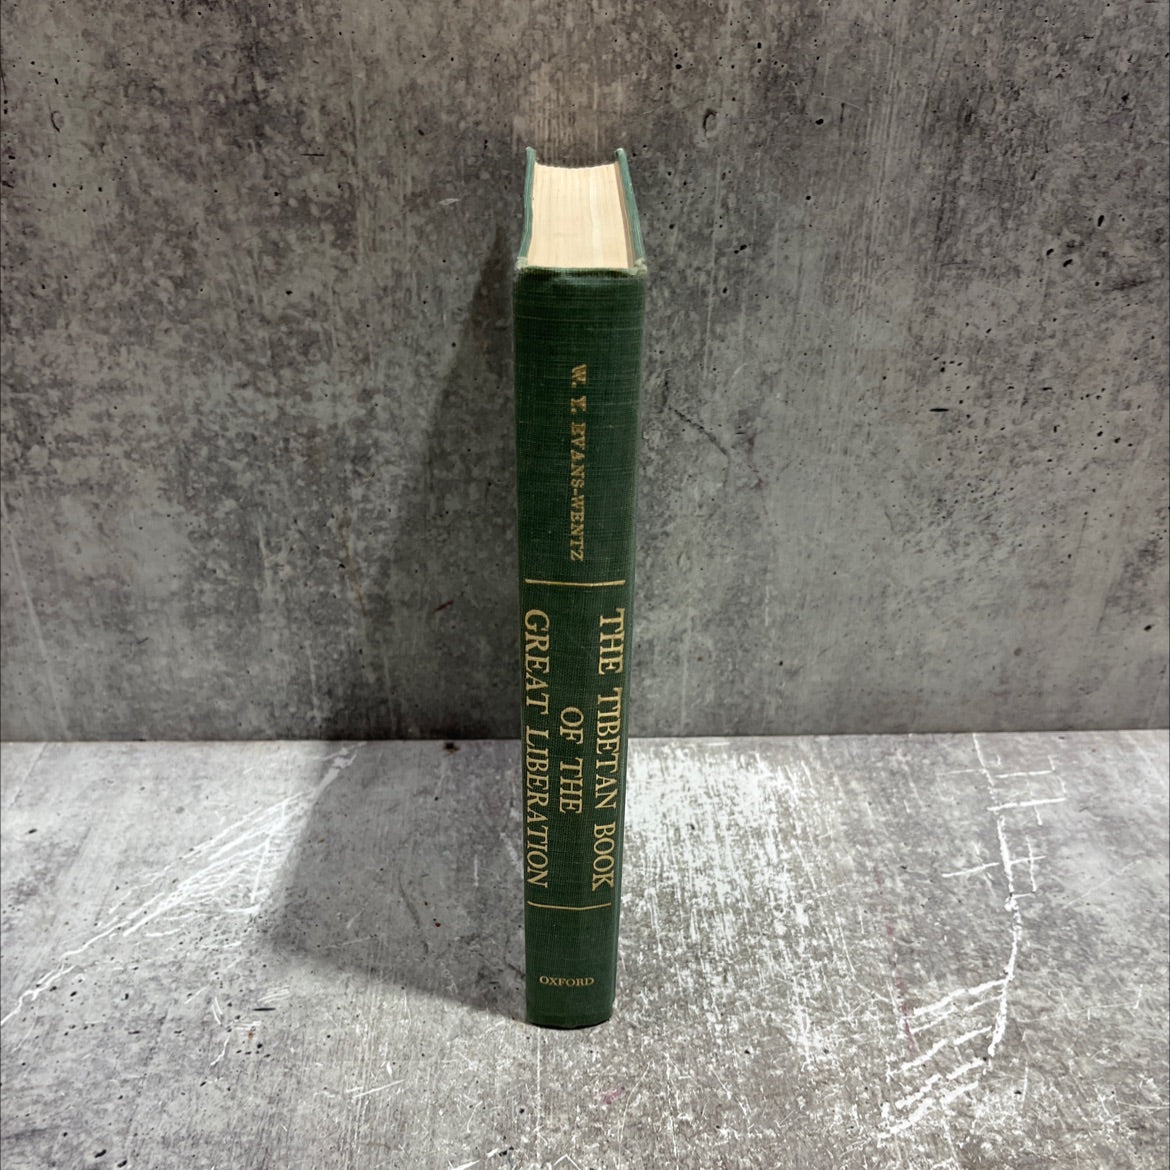 W. Y. EVANS-WENTZ
THE TIBETAN BOOK
OF THE
GREAT LIBERATION
OXFORD